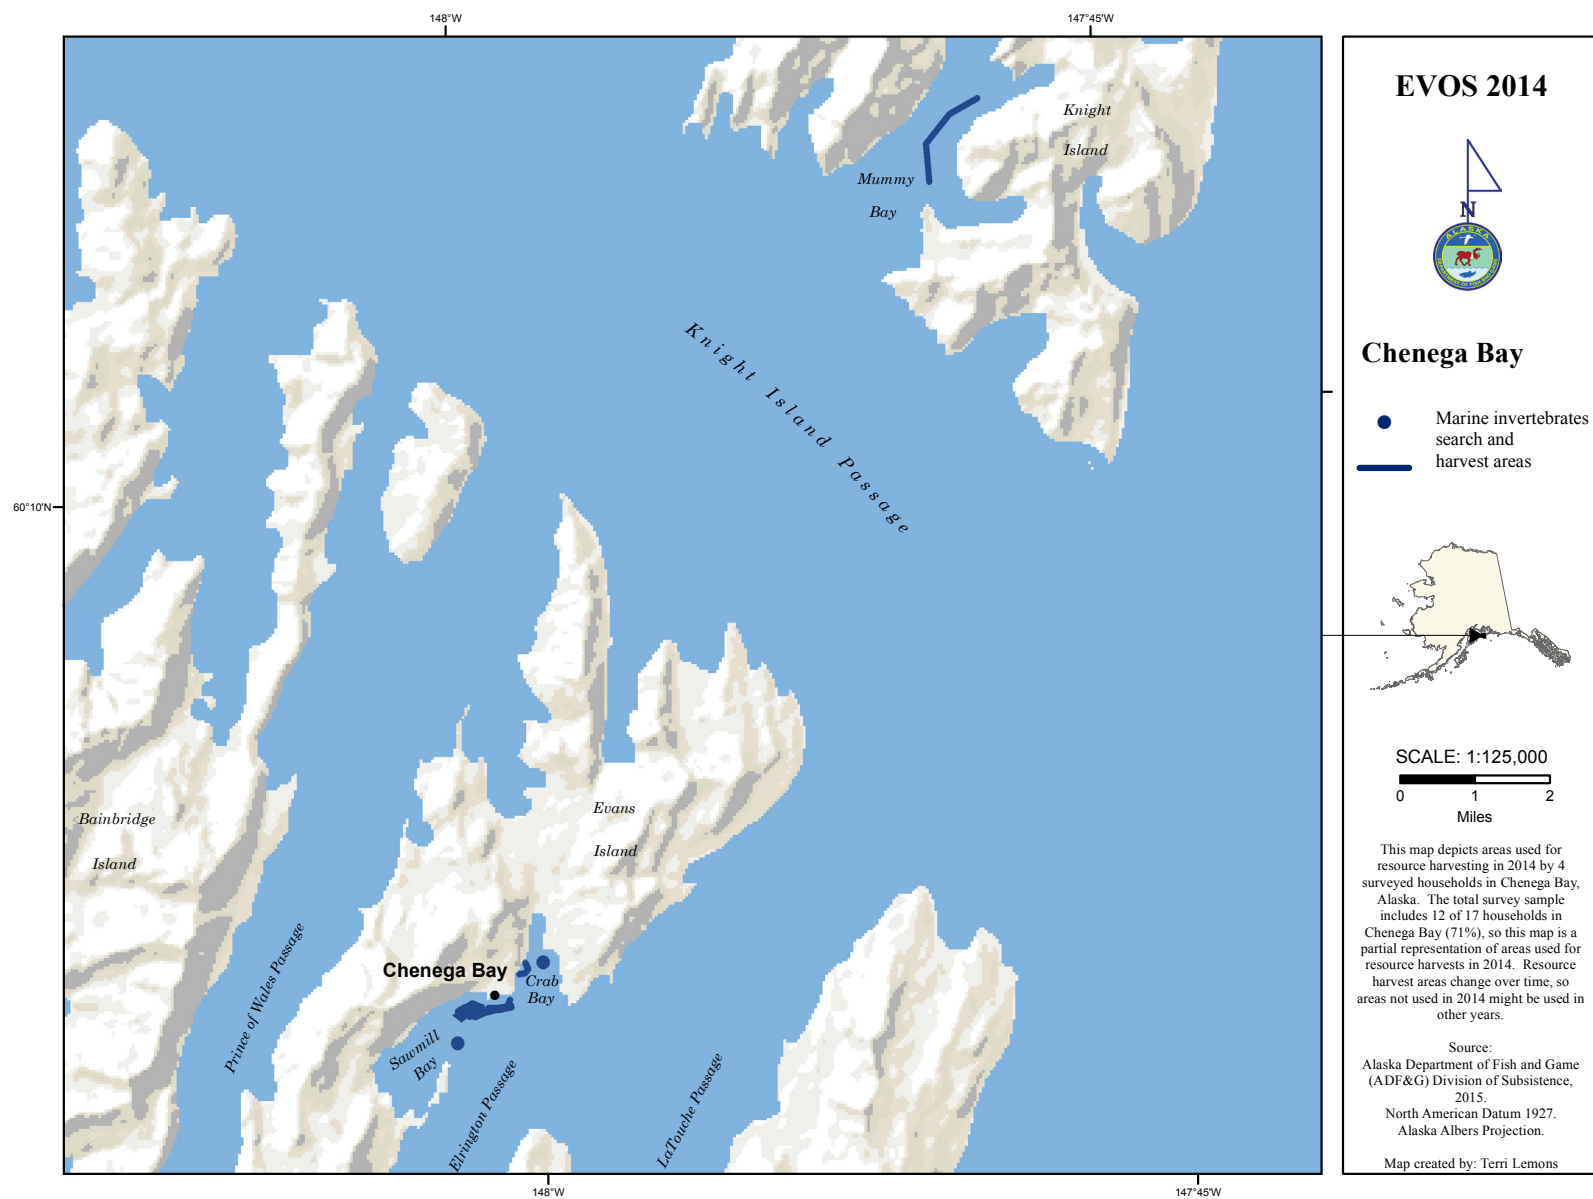 148°W
147°45'W
Knight
Island
Mummy
Bay
Knight Island Passage
60°10'N
Evans
Island
Bainbridge
Island
Prince of Wales Passage
Chenega Bay
Crab
Bay
Sawmill
Bay
Elrington Passage
LaTouche Passage
148°W
147°45'W
EVOS 2014
N
ALASKA
DEPARTMENT OF FISH AND GAME
Chenega Bay
Marine invertebrates
search and
harvest areas
SCALE: 1:125,000
0 1 2
Miles
This map depicts areas used for
resource harvesting in 2014 by 4
surveyed households in Chenega Bay,
Alaska. The total survey sample
includes 12 of 17 households in
Chenega Bay (71%), so this map is a
partial representation of areas used for
resource harvests in 2014. Resource
harvest areas change over time, so
areas not used in 2014 might be used in
other years.
Source:
Alaska Department of Fish and Game
(ADF&G) Division of Subsistence,
2015.
North American Datum 1927.
Alaska Albers Projection.
Map created by: Terri Lemons